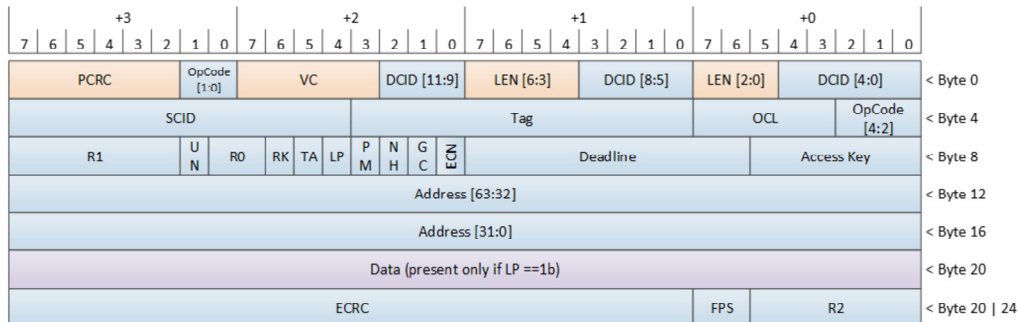 +3 +2 +1 +0
7 6 5 4 3 2 1 0 7 6 5 4 3 2 1 0 7 6 5 4 3 2 1 0 7 6 5 4 3 2 1 0
PCRC OpCode [1:0] VC DCID [11:9] LEN [6:3] DCID [8:5] LEN [2:0] DCID [4:0] < Byte 0
SCID Tag OCL OpCode [4:2] < Byte 4
R1 UN R0 RK TA LP PM NH GC ECN Deadline Access Key < Byte 8
Address [63:32] < Byte 12
Address [31:0] < Byte 16
Data (present only if LP ==1b) < Byte 20
ECRC FPS R2 < Byte 20 | 24